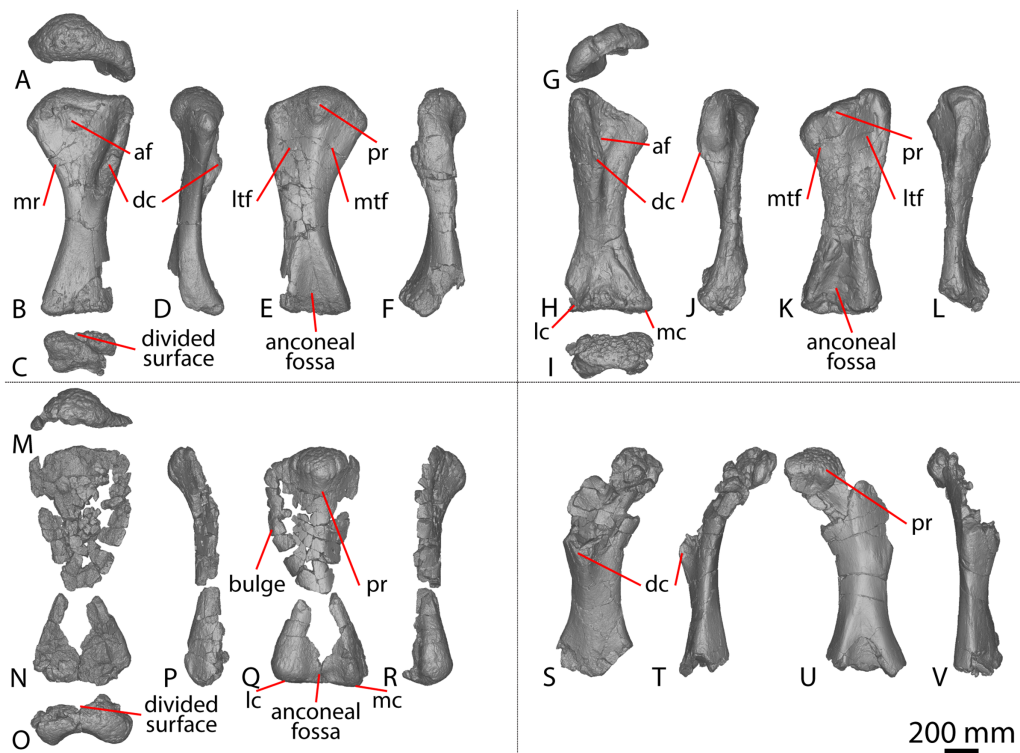 A
af
mr
dc
B
D
C
divided
surface
pr
ltf
mtf
E
F
anconeal
fossa
G
af
dc
H
J
lc
mc
I
pr
mtf
ltf
K
L
anconeal
fossa
M
bulge
pr
N
P
Q
R
lc
mc
anconeal
fossa
divided
surface
O
dc
pr
S
T
U
V
200 mm